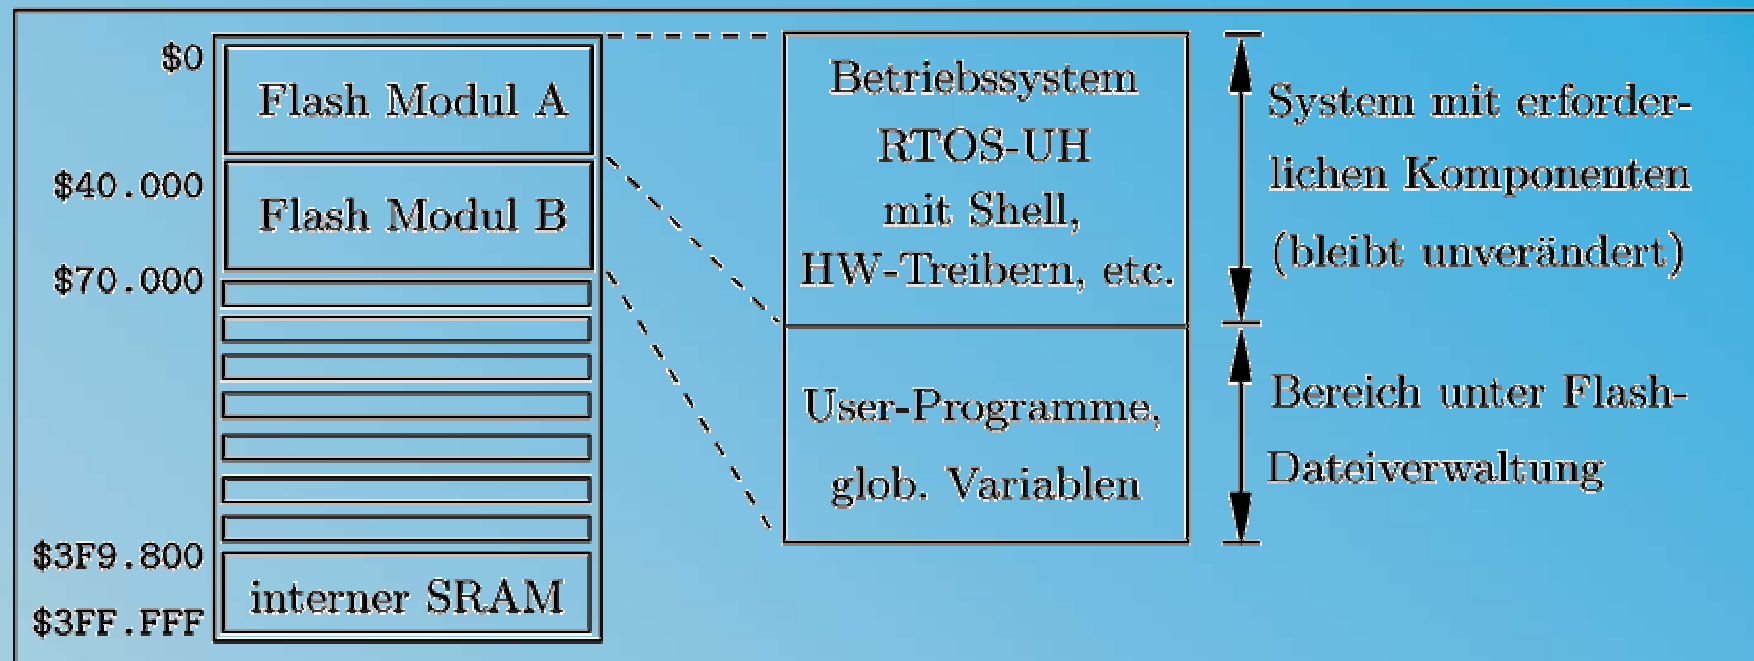 $0
Flash Modul A
$40.000
Flash Modul B
$70.000
$3F9.800
interner SRAM
$3FF.FFF
Betriebssystem
RTOS-UH
mit Shell,
HW-Treibern, etc.
User-Programme,
glob. Variablen
System mit erforder-
lichen Komponenten
(bleibt unverändert)
Bereich unter Flash-
Dateiverwaltung